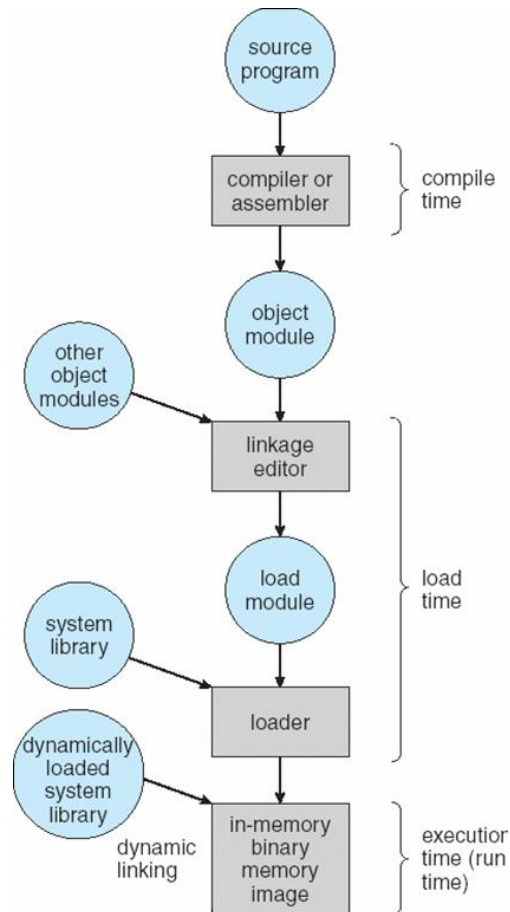 source
program
compiler or
assembler
compile
time
object
module
other
object
modules
linkage
editor
load
module
load
time
system
library
loader
dynamically
loaded
system
library
dynamic
linking
in-memory
binary
memory
image
execution
time (run
time)